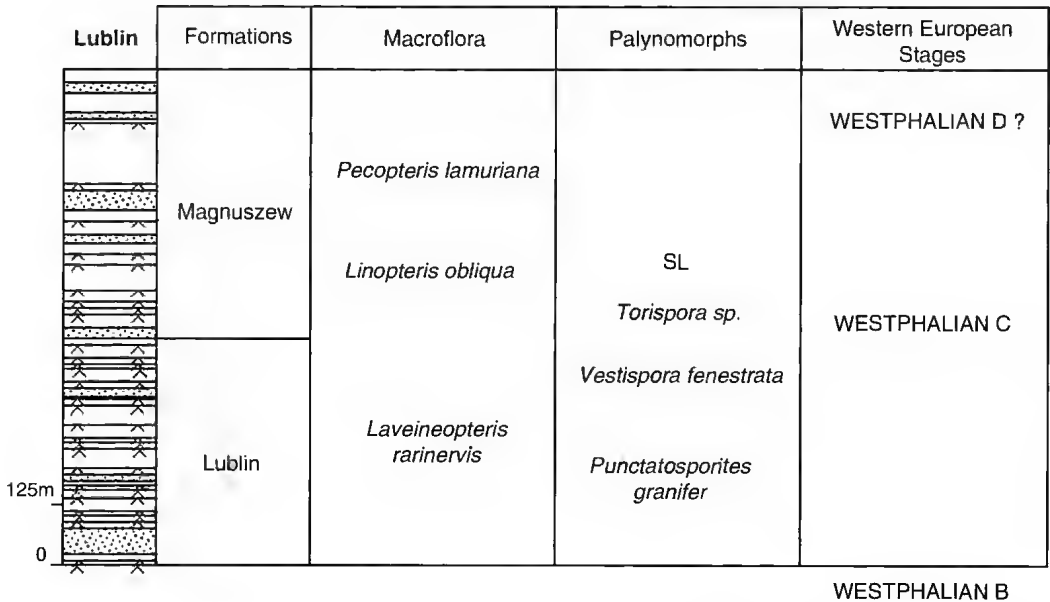 Lublin
Formations
Macroflora
Palynomorphs
Western European
Stages
WESTPHALIAN D ?
Pecopteris lamuriana
Magnuszew
Linopteris obliqua
SL
Torispora sp.
WESTPHALIAN C
Vestispora fenestrata
Laveineopteris
rarinervis
Lublin
Punctatosporites
granifer
125m
0
WESTPHALIAN B